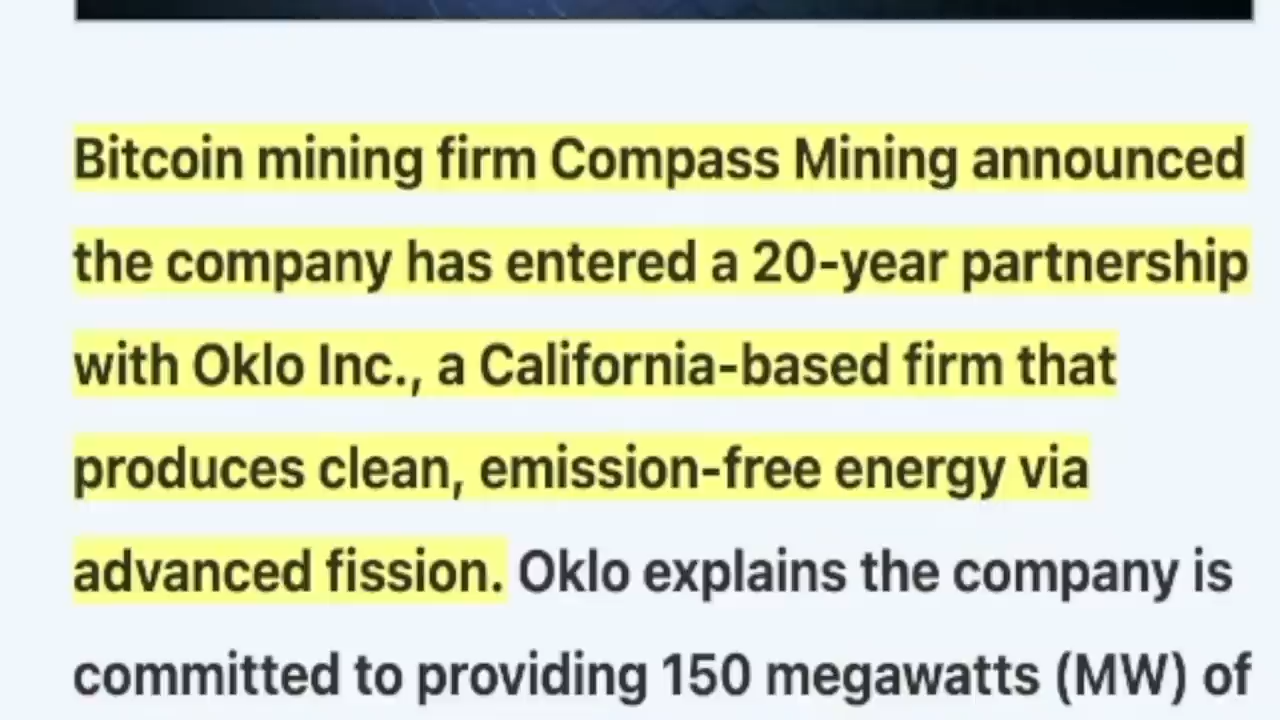 Bitcoin mining firm Compass Mining announced
the company has entered a 20-year partnership
with Oklo Inc., a California-based firm that
produces clean, emission-free energy via
advanced fission. Oklo explains the company is
committed to providing 150 megawatts (MW) of